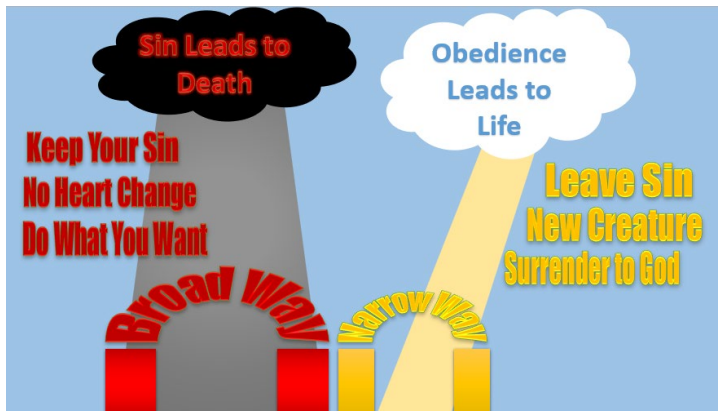 Sin Leads to
Death
Obedience
Leads to
Life
Keep Your Sin
No Heart Change
Do What You Want
Leave Sin
New Creature
Surrender to God
Broad Way
Narrow Way